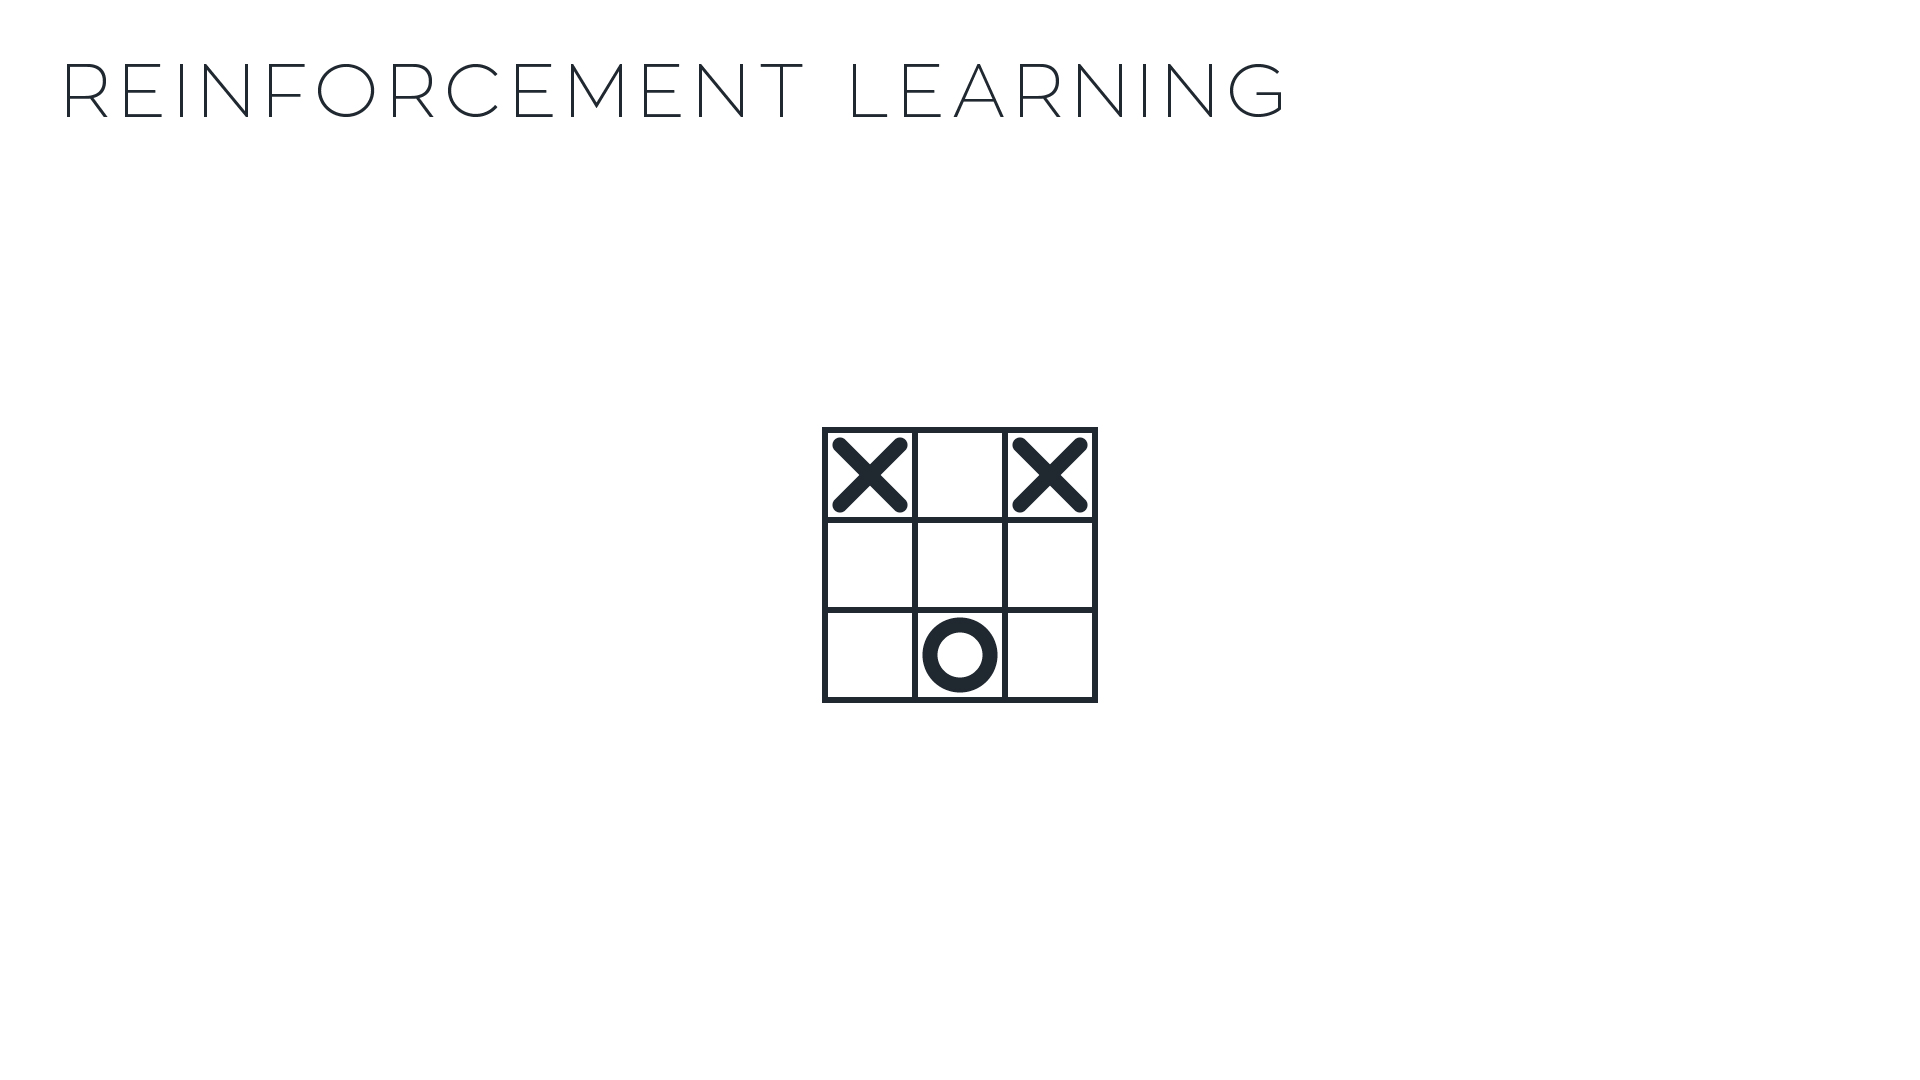 REINFORCEMENT LEARNING
X X
O